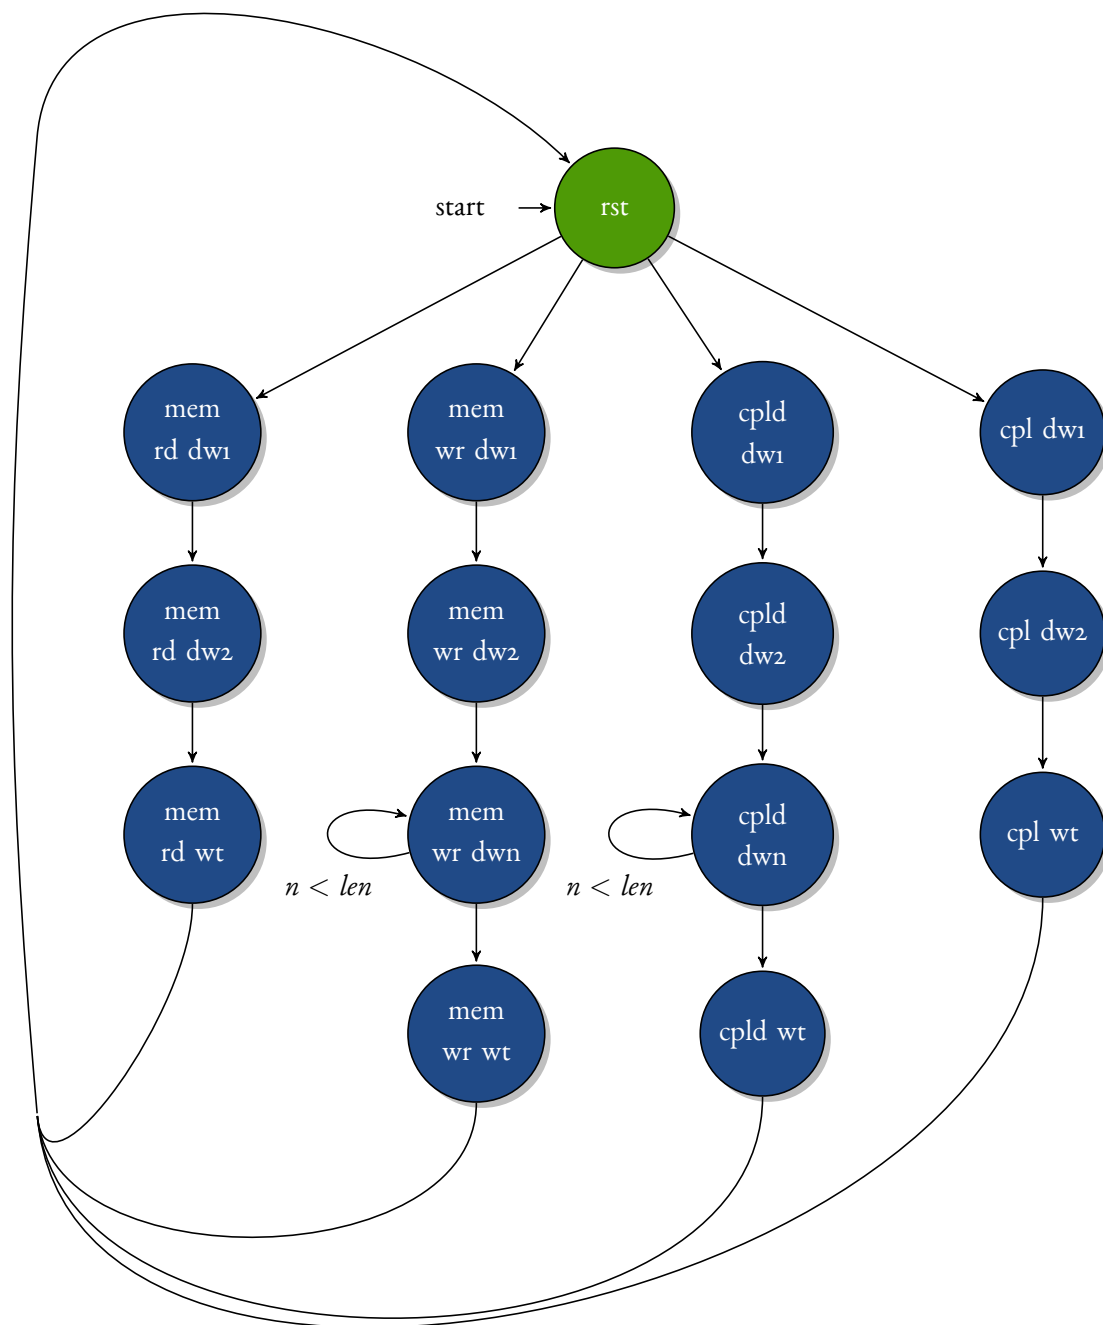 start
rst
mem
rd dw1
mem
wr dw1
cpld
dw1
cpl dw1
mem
rd dw2
mem
wr dw2
cpld
dw2
cpl dw2
mem
rd wt
mem
wr dwn
n < len
cpld
dwn
n < len
cpl wt
mem
wr wt
cpld wt